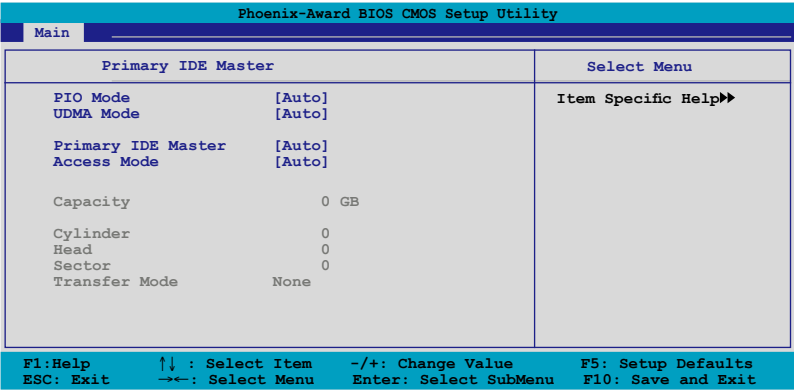 Phoenix-Award BIOS CMOS Setup Utility
Main
Primary IDE Master
Select Menu
PIO Mode [Auto]
UDMA Mode [Auto]
Primary IDE Master [Auto]
Access Mode [Auto]
Capacity 0 GB
Cylinder 0
Head 0
Sector 0
Transfer Mode None
Item Specific Help▶▶
F1:Help ↑↓ : Select Item -/+: Change Value F5: Setup Defaults
ESC: Exit →←: Select Menu Enter: Select SubMenu F10: Save and Exit